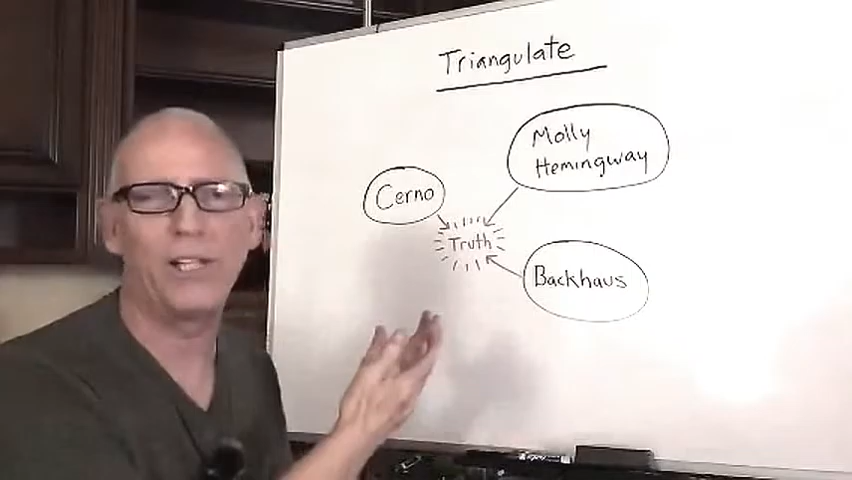 Triangulate
Molly
Hemingway
Cerno
Truth
Backhaus